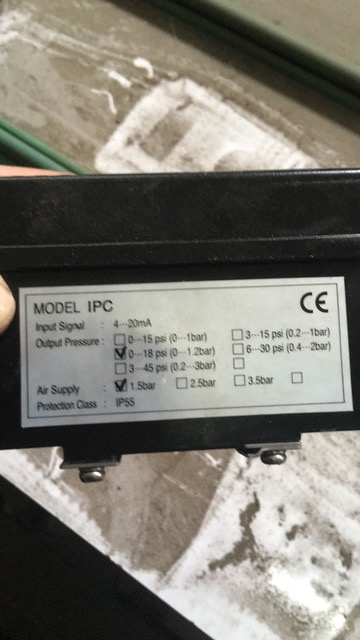 MODEL IPC CE
Input Signal : 4···20mA
Output Pressure : ☐ 0···15 psi (0···1bar) ☐ 3···15 psi (0.2···1bar)
☑ 0···18 psi (0···1.2bar) ☐ 6···30 psi (0.4···2bar)
☐ 3···45 psi (0.2···3bar) ☐
Air Supply : ☑ 1.5bar ☐ 2.5bar ☐ 3.5bar ☐
Protection Class : IP55